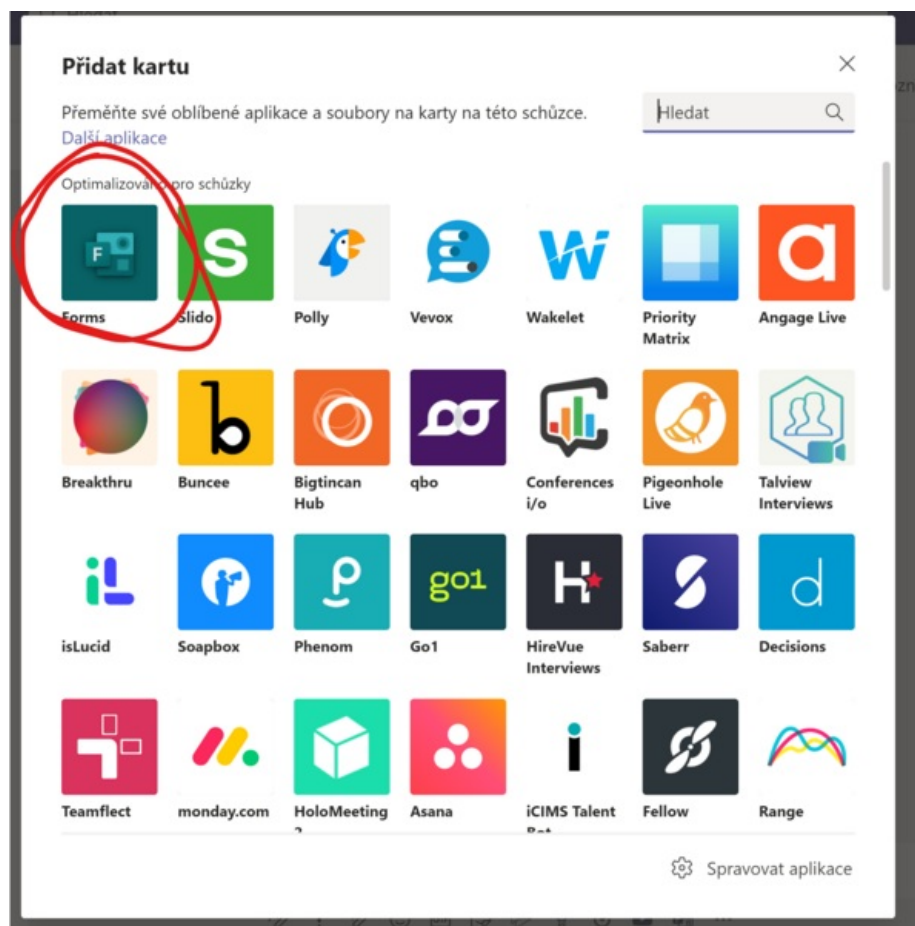 Přidat kartu
Přeměňte své oblíbené aplikace a soubory na karty na této schůzce.
Hledat
Další aplikace
Optimalizováno pro schůzky
F
S
a
Forms
Slido
Polly
Vevox
Wakelet
Priority
Matrix
Angage Live
b
Breakthru
Buncee
Bigtincan
Hub
qbo
Conferences
i/o
Pigeonhole
Live
Talview
Interviews
iL
p
go1
H
d
isLucid
Soapbox
Phenom
Go1
HireVue
Interviews
Saberr
Decisions
i
Teamflect
monday.com
HoloMeeting
Asana
iCIMS Talent
Fellow
Range
Spravovat aplikace